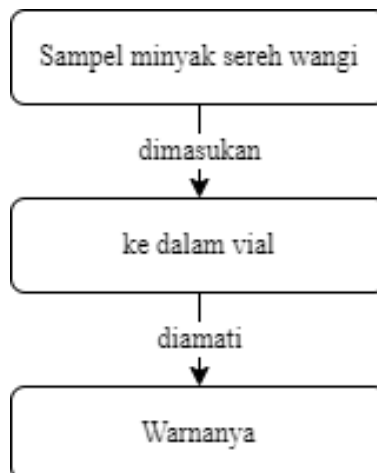 Sampel minyak sereh wangi
dimasukan
ke dalam vial
diamati
Warnanya